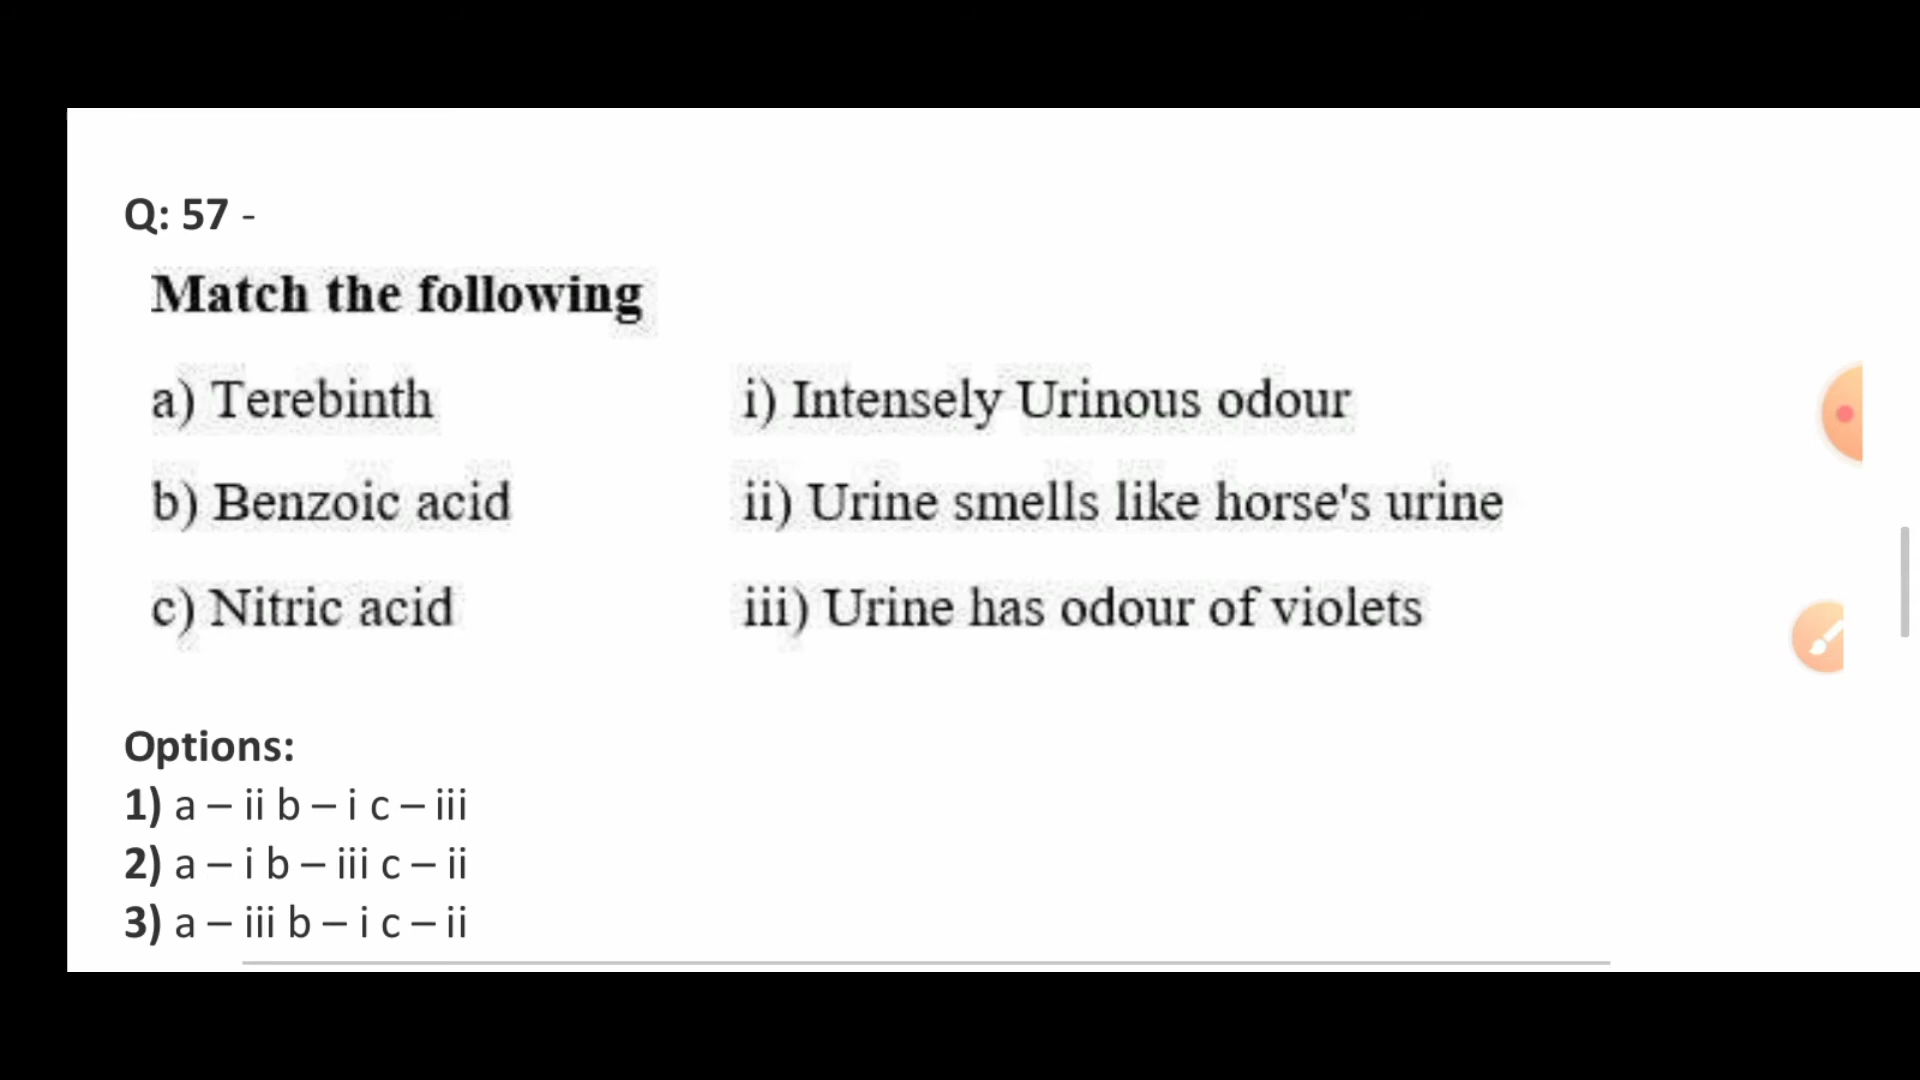 Q: 57 -
Match the following
a) Terebinth i) Intensely Urinous odour
b) Benzoic acid ii) Urine smells like horse's urine
c) Nitric acid iii) Urine has odour of violets
Options:
1) a – ii b – i c – iii
2) a – i b – iii c – ii
3) a – iii b – i c – ii